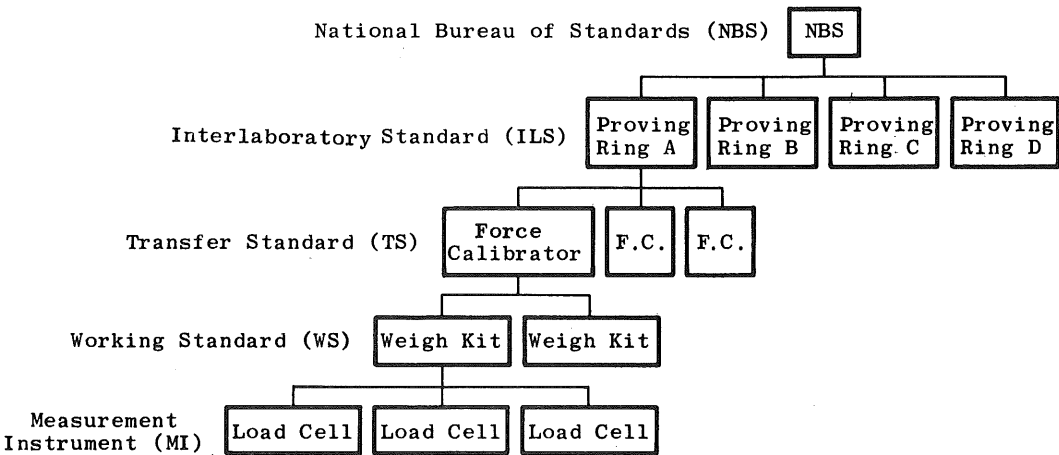 National Bureau of Standards (NBS)
NBS
Interlaboratory Standard (ILS)
Proving
Ring A
Proving
Ring B
Proving
Ring C
Proving
Ring D
Transfer Standard (TS)
Force
Calibrator
F.C.
F.C.
Working Standard (WS)
Weigh Kit
Weigh Kit
Measurement
Instrument (MI)
Load Cell
Load Cell
Load Cell